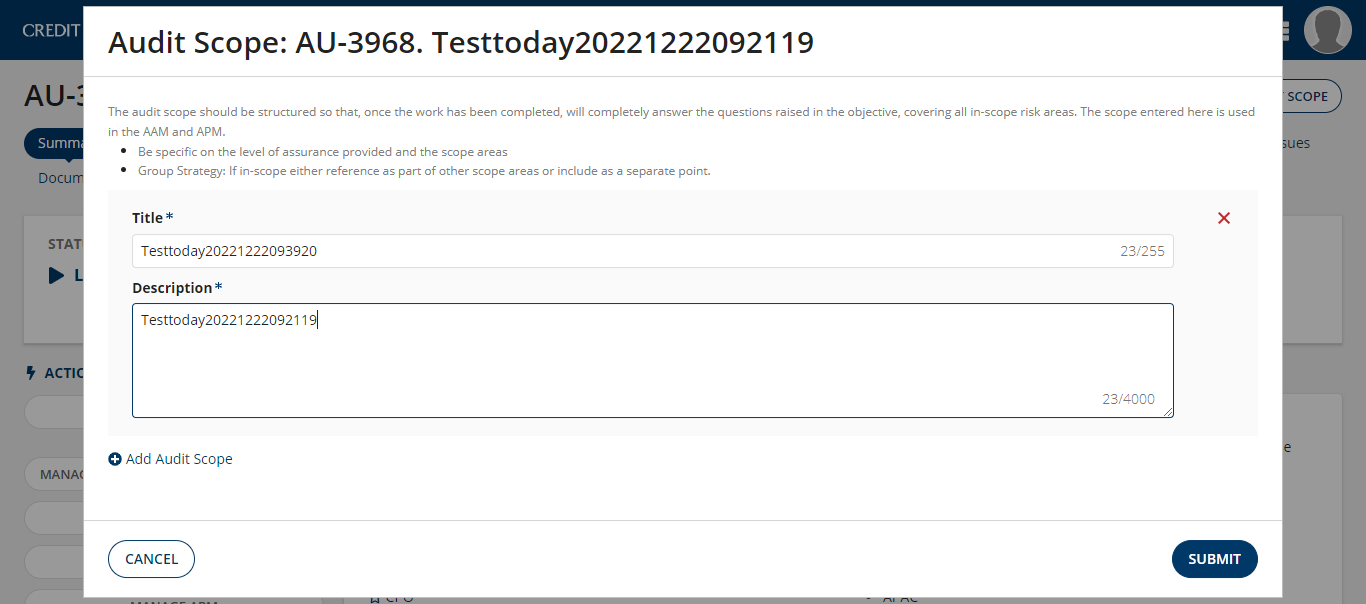 CREDIT
Audit Scope: AU-3968. Testtoday20221222092119
AU-3
SCOPE
The audit scope should be structured so that, once the work has been completed, will completely answer the questions raised in the objective, covering all in-scope risk areas. The scope entered here is used
in the AAM and APM.
Summa
sues
Be specific on the level of assurance provided and the scope areas
Docum
Group Strategy: If in-scope either reference as part of other scope areas or include as a separate point.
Title*
STAT
Testtoday20221222093920 23/255
L
Description*
Testtoday20221222092119
ACTIO
23/4000
e
Add Audit Scope
MANAG
CANCEL
SUBMIT
MANAGE APM
CFO
APAC